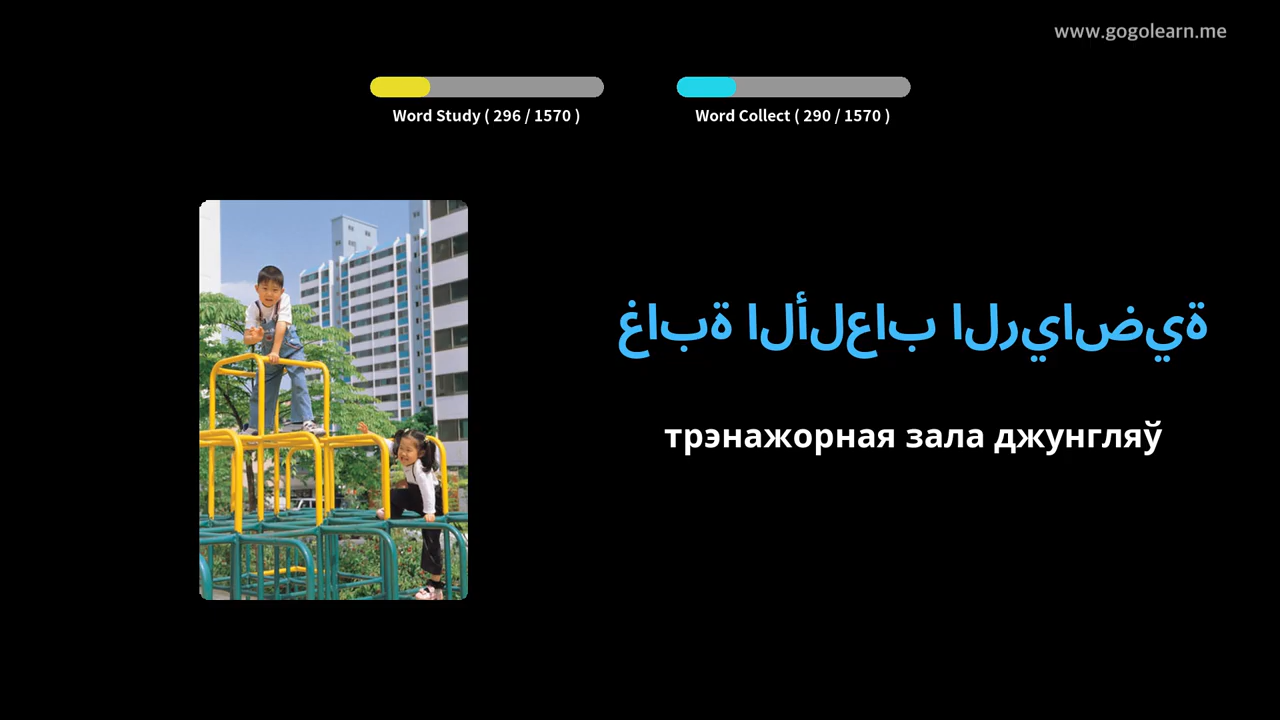 www.gogolearn.me
Word Study ( 296 / 1570 )
Word Collect ( 290 / 1570 )
غابة الألعاب الرياضية
трэнажорная зала джунгляў